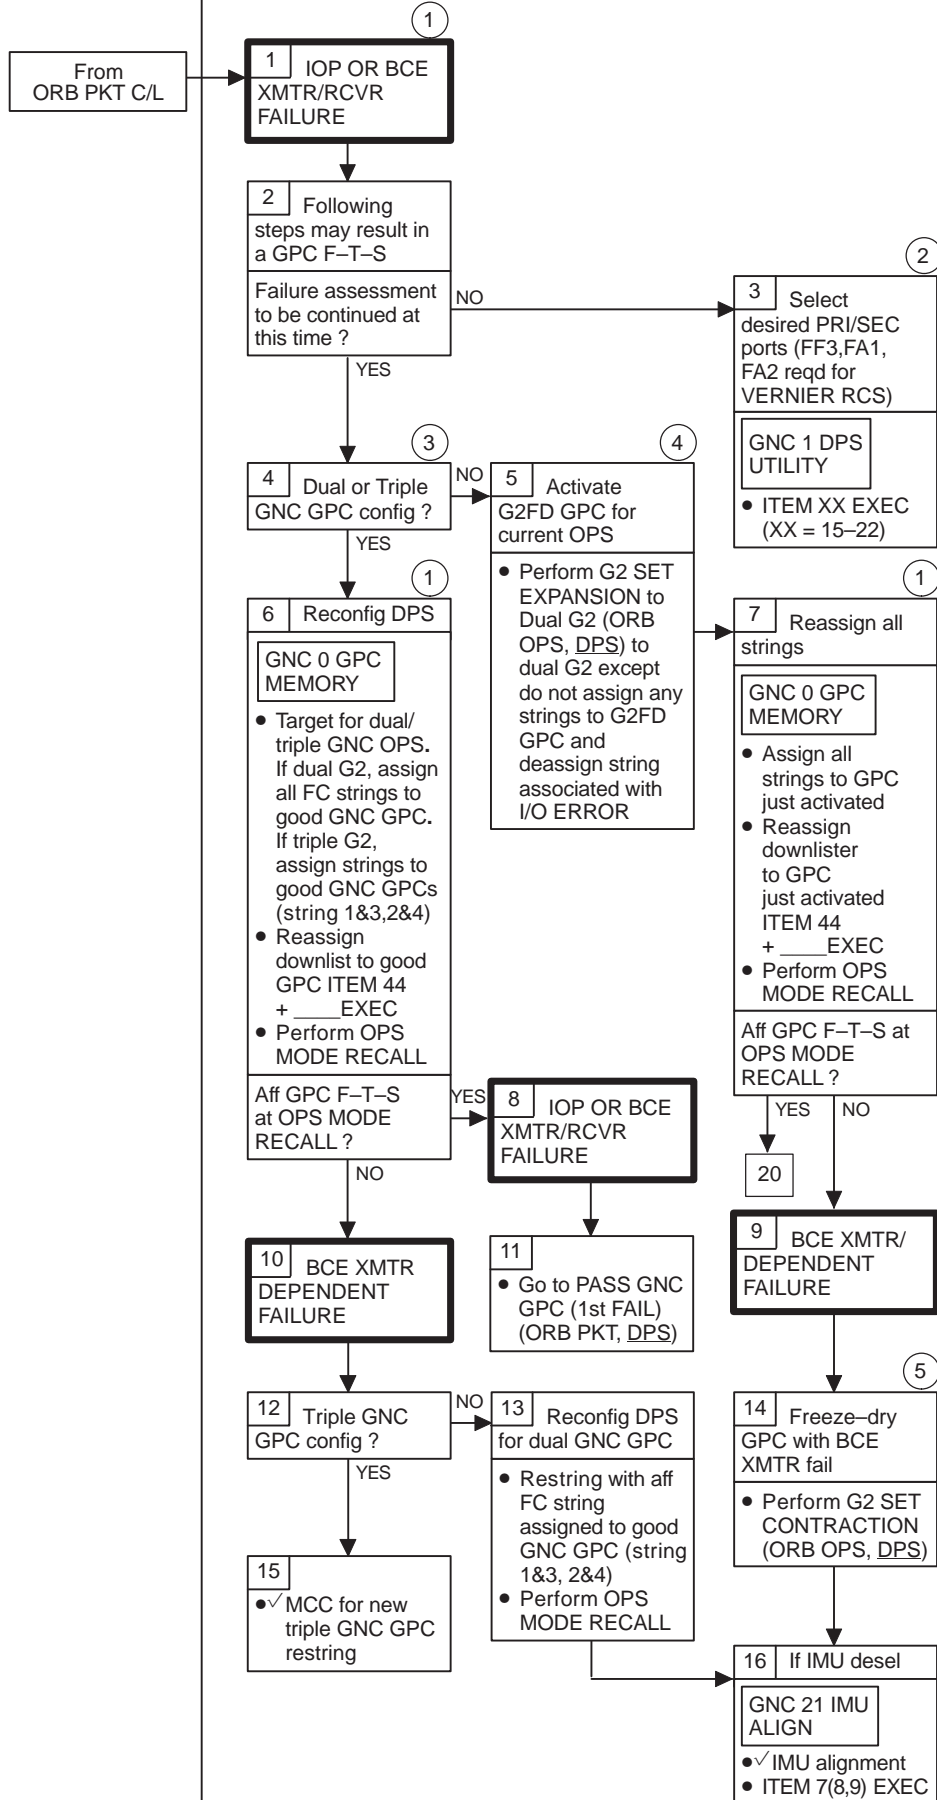 1
From
ORB PKT C/L
1 IOP OR BCE
XMTR/RCVR
FAILURE
2 Following
steps may result in
a GPC F–T–S
Failure assessment
to be continued at
this time ?
NO
YES
2
3 Select
desired PRI/SEC
ports (FF3,FA1,
FA2 reqd for
VERNIER RCS)
GNC 1 DPS
UTILITY
● ITEM XX EXEC
(XX = 15–22)
3
4 Dual or Triple
GNC GPC config ?
NO
YES
4
5 Activate
G2FD GPC for
current OPS
● Perform G2 SET
EXPANSION to
Dual G2 (ORB
OPS, DPS) to
dual G2 except
do not assign any
strings to G2FD
GPC and
deassign string
associated with
I/O ERROR
1
6 Reconfig DPS
GNC 0 GPC
MEMORY
● Target for dual/
triple GNC OPS.
If dual G2, assign
all FC strings to
good GNC GPC.
If triple G2,
assign strings to
good GNC GPCs
(string 1&3,2&4)
● Reassign
downlist to good
GPC ITEM 44
+ ____EXEC
● Perform OPS
MODE RECALL
Aff GPC F–T–S
at OPS MODE
RECALL ?
YES
NO
1
7 Reassign all
strings
GNC 0 GPC
MEMORY
● Assign all
strings to GPC
just activated
● Reassign
downlister
to GPC
just activated
ITEM 44
+ ____EXEC
● Perform OPS
MODE RECALL
Aff GPC F–T–S at
OPS MODE
RECALL ?
YES
NO
20
8 IOP OR BCE
XMTR/RCVR
FAILURE
9 BCE XMTR/
DEPENDENT
FAILURE
10 BCE XMTR
DEPENDENT
FAILURE
11
● Go to PASS GNC
GPC (1st FAIL)
(ORB PKT, DPS)
12 Triple GNC
GPC config ?
NO
YES
13 Reconfig DPS
for dual GNC GPC
● Restring with aff
FC string
assigned to good
GNC GPC (string
1&3, 2&4)
● Perform OPS
MODE RECALL
5
14 Freeze–dry
GPC with BCE
XMTR fail
● Perform G2 SET
CONTRACTION
(ORB OPS, DPS)
15
●√ MCC for new
triple GNC GPC
restring
16 If IMU desel
GNC 21 IMU
ALIGN
●√ IMU alignment
● ITEM 7(8,9) EXEC